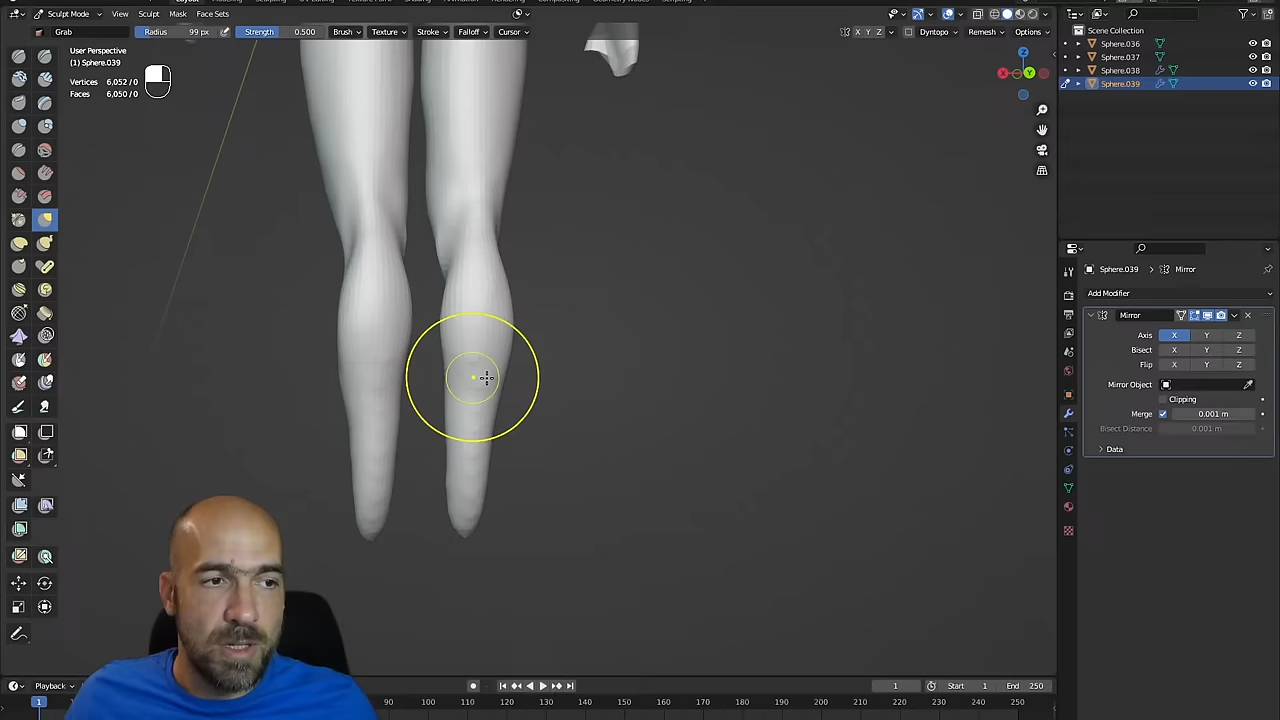 Sculpt Mode View Sculpt Mask Face Sets
Grab Radius 99 px Strength 0.500 Brush Texture Stroke Falloff Cursor X Y Z Dyntopo Remesh Options
User Perspective
(1) Sphere.039
Vertices 6,052 / 0
Faces 6,050 / 0
Z
X Y
Scene Collection
Sphere.036
Sphere.037
Sphere.038
Sphere.039
Sphere.039 > Mirror
Add Modifier
Mirror
Axis X Y Z
Bisect X Y Z
Flip X Y Z
Mirror Object
Clipping
Merge 0.001 m
Bisect Distance 0.001 m
Data
Playback 1 Start 1 End 250
1 90 100 110 120 130 140 150 160 170 180 190 200 210 220 230 240 250